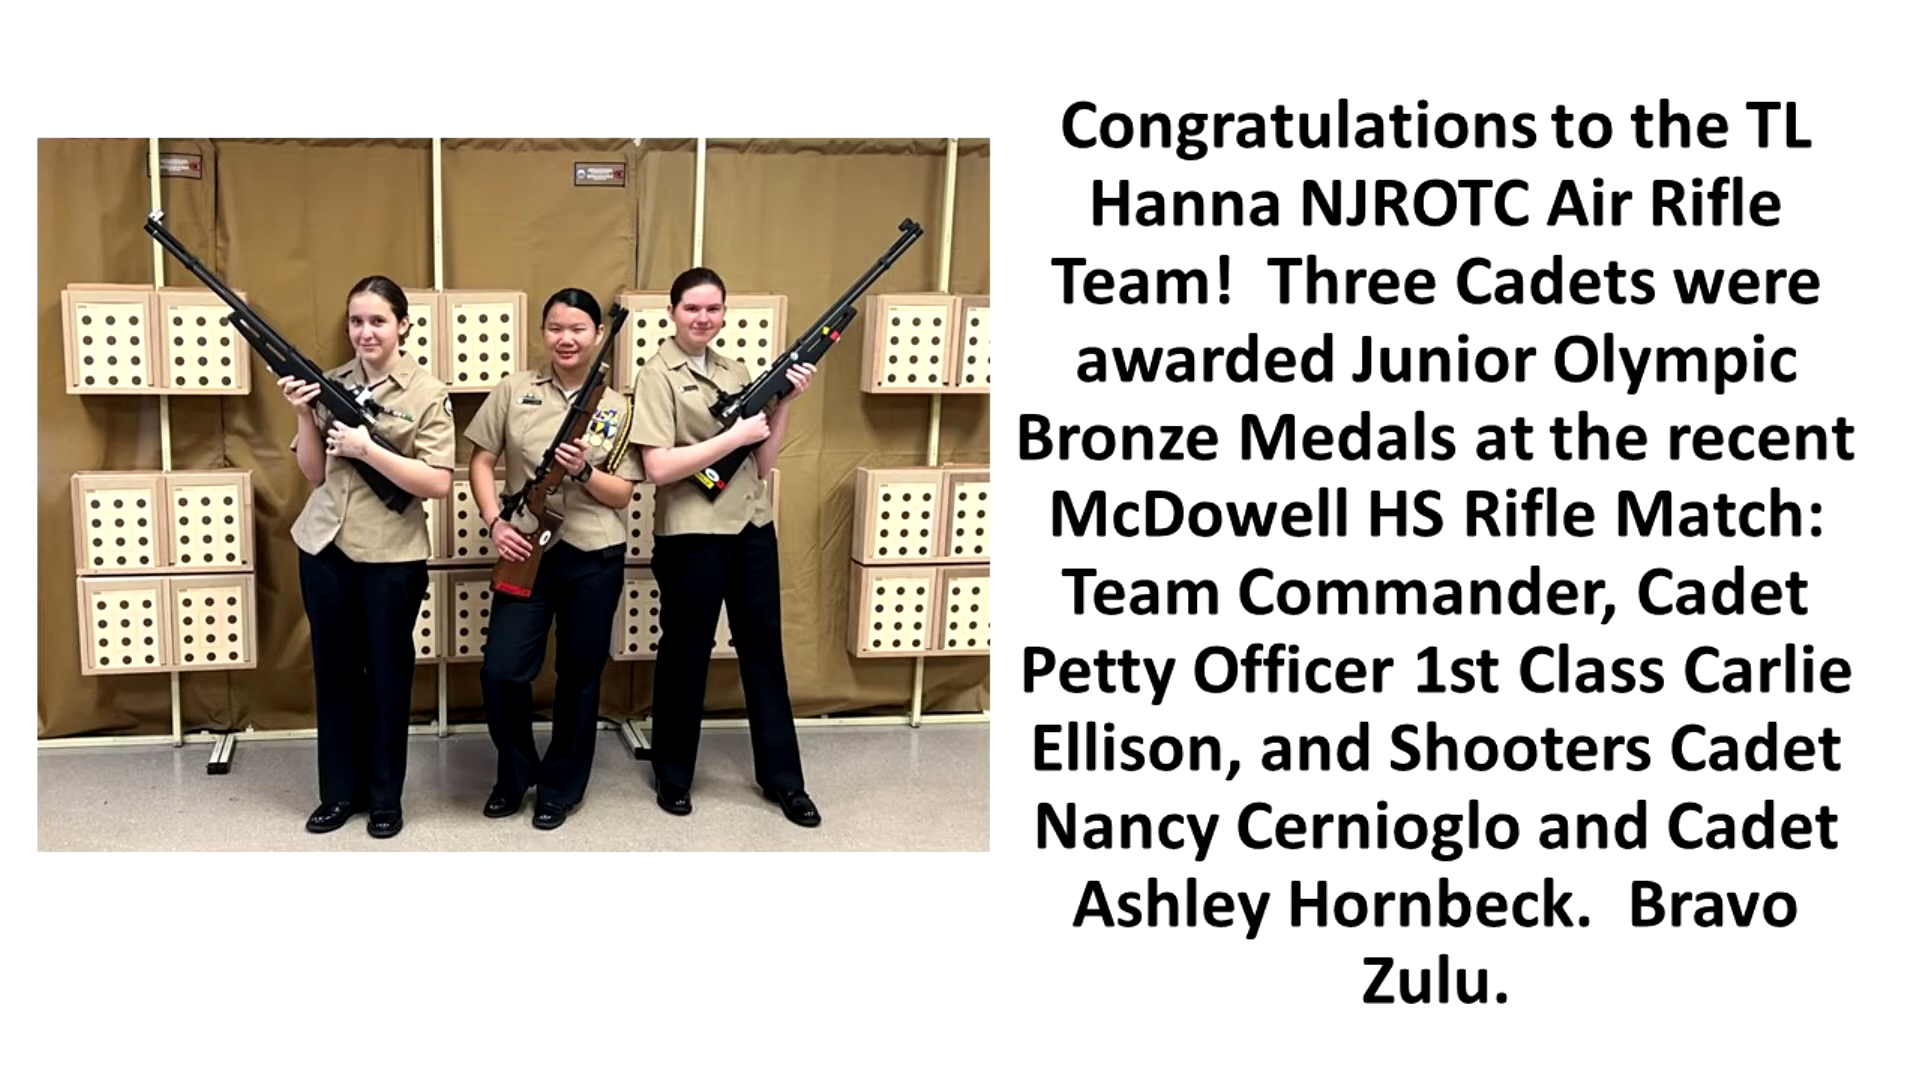 Congratulations to the TL
Hanna NJROTC Air Rifle
Team!  Three Cadets were
awarded Junior Olympic
Bronze Medals at the recent
McDowell HS Rifle Match:
Team Commander, Cadet
Petty Officer 1st Class Carlie
Ellison, and Shooters Cadet
Nancy Cernioglo and Cadet
Ashley Hornbeck.  Bravo
Zulu.